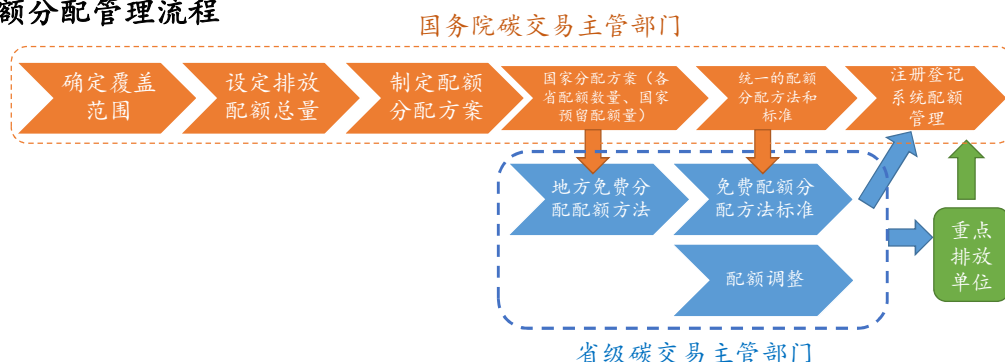 额分配管理流程
国务院碳交易主管部门
确定覆盖
范围
设定排放
配额总量
制定配额
分配方案
国家分配方案（各
省配额数量、国家
预留配额量）
统一的配额
分配方法和
标准
注册登记
系统配额
管理
地方免费分
配配额方法
免费配额分
配方法标准
配额调整
重点
排放
单位
省级碳交易主管部门